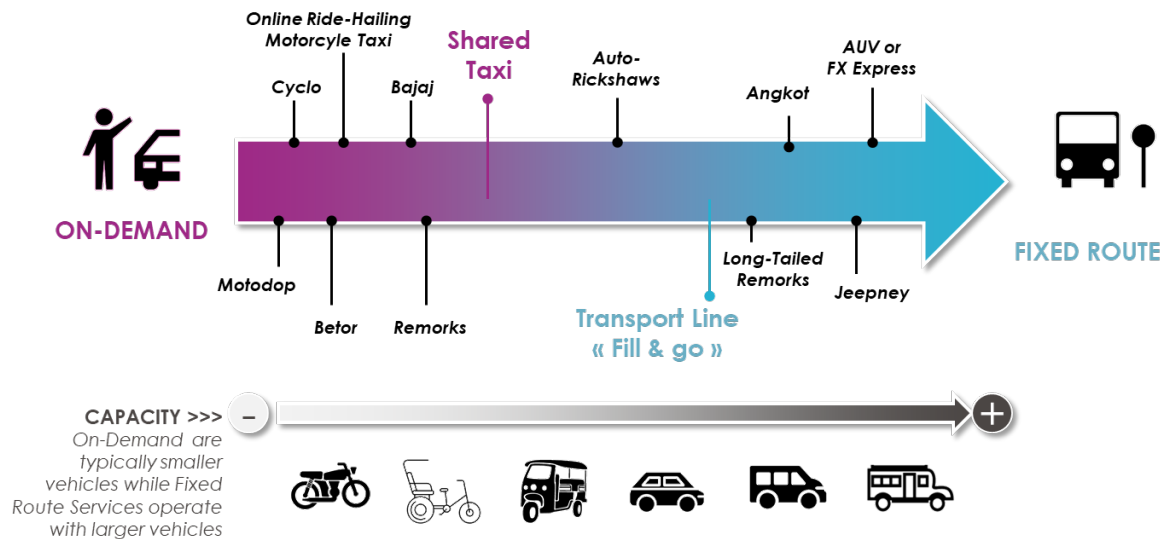 Online Ride-Hailing
Motorcyle Taxi
Shared
Taxi
AUV or
FX Express
Auto-
Rickshaws
Cyclo
Bajaj
Angkot
ON-DEMAND
FIXED ROUTE
Motodop
Betor
Remorks
Long-Tailed
Remorks
Jeepney
Transport Line
« Fill & go »
CAPACITY >>>
–
+
On-Demand are
typically smaller
vehicles while Fixed
Route Services operate
with larger vehicles